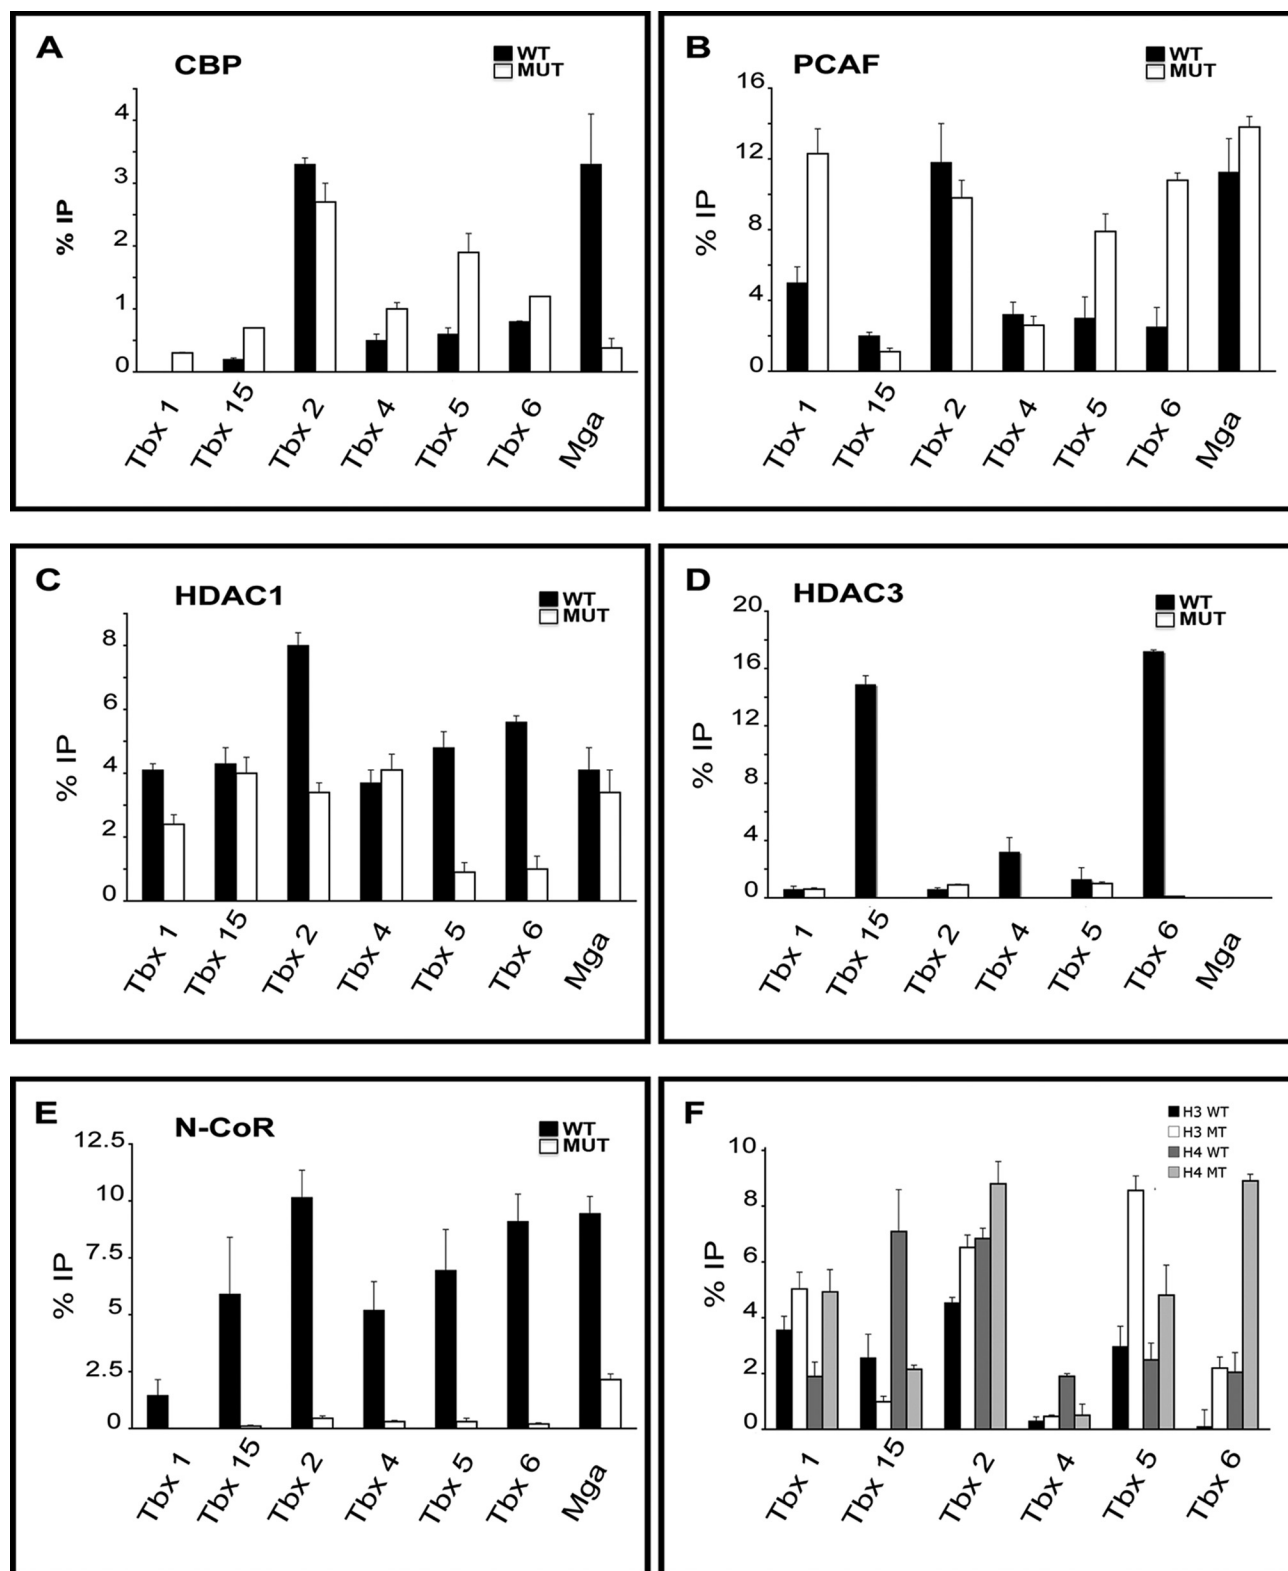 A
CBP
WT
MUT
4
3
2
1
0
% IP
Tbx 1
Tbx 15
Tbx 2
Tbx 4
Tbx 5
Tbx 6
Mga
B
PCAF
WT
MUT
16
12
8
4
0
% IP
Tbx 1
Tbx 15
Tbx 2
Tbx 4
Tbx 5
Tbx 6
Mga
C
HDAC1
WT
MUT
8
6
4
2
0
% IP
Tbx 1
Tbx 15
Tbx 2
Tbx 4
Tbx 5
Tbx 6
Mga
D
HDAC3
WT
MUT
20
16
12
8
4
0
% IP
Tbx 1
Tbx 15
Tbx 2
Tbx 4
Tbx 5
Tbx 6
Mga
E
N-CoR
WT
MUT
12.5
10
7.5
5
2.5
0
% IP
Tbx 1
Tbx 15
Tbx 2
Tbx 4
Tbx 5
Tbx 6
Mga
F
H3 WT
H3 MT
H4 WT
H4 MT
10
8
6
4
2
0
% IP
Tbx 1
Tbx 15
Tbx 2
Tbx 4
Tbx 5
Tbx 6